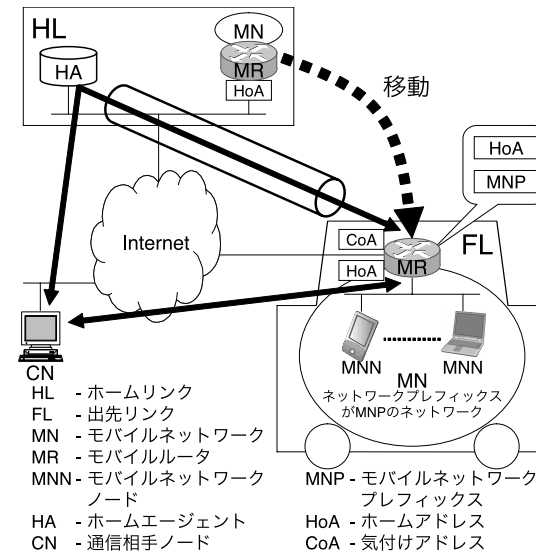 HL
MN
HA
MR
HoA
移動
HoA
MNP
Internet
CoA
FL
HoA
MR
MNN
MNN
MN
ネットワークプレフィックス
がMNPのネットワーク
CN
HL - ホームリンク
FL - 出先リンク
MN - モバイルネットワーク
MR - モバイルルータ
MNN - モバイルネットワーク
ノード
HA - ホームエージェント
CN - 通信相手ノード
MNP - モバイルネットワーク
プレフィックス
HoA - ホームアドレス
CoA - 気付けアドレス